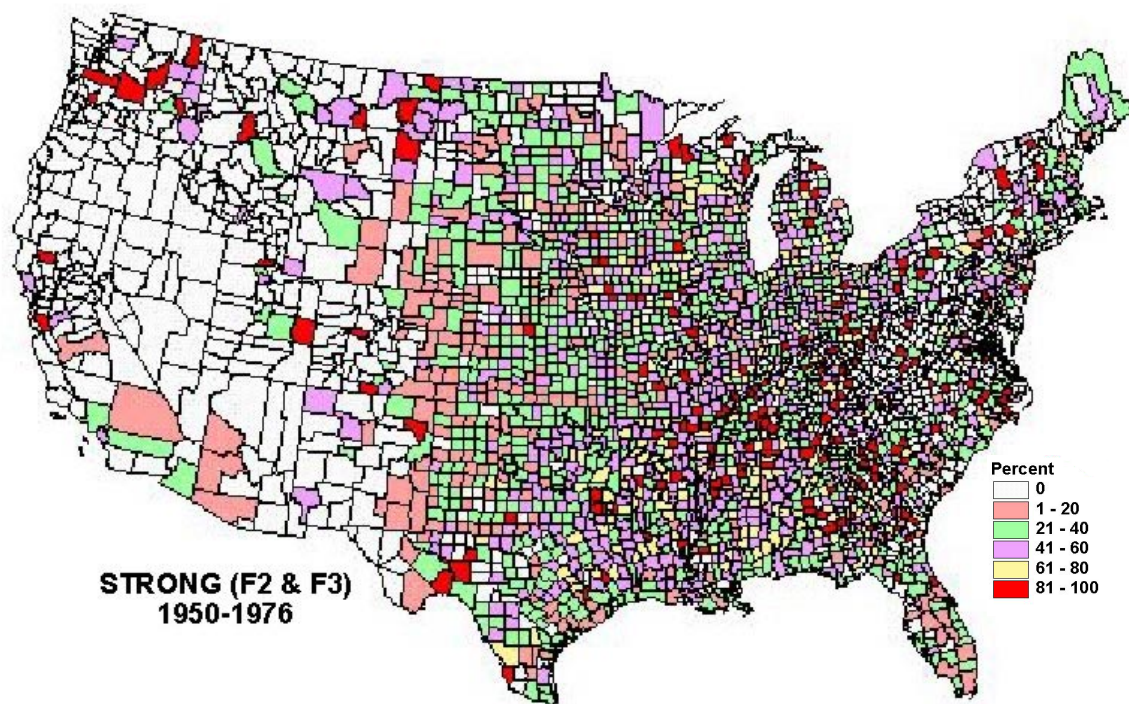 Percent
0
1 - 20
21 - 40
41 - 60
61 - 80
81 - 100
STRONG (F2 & F3)
1950-1976